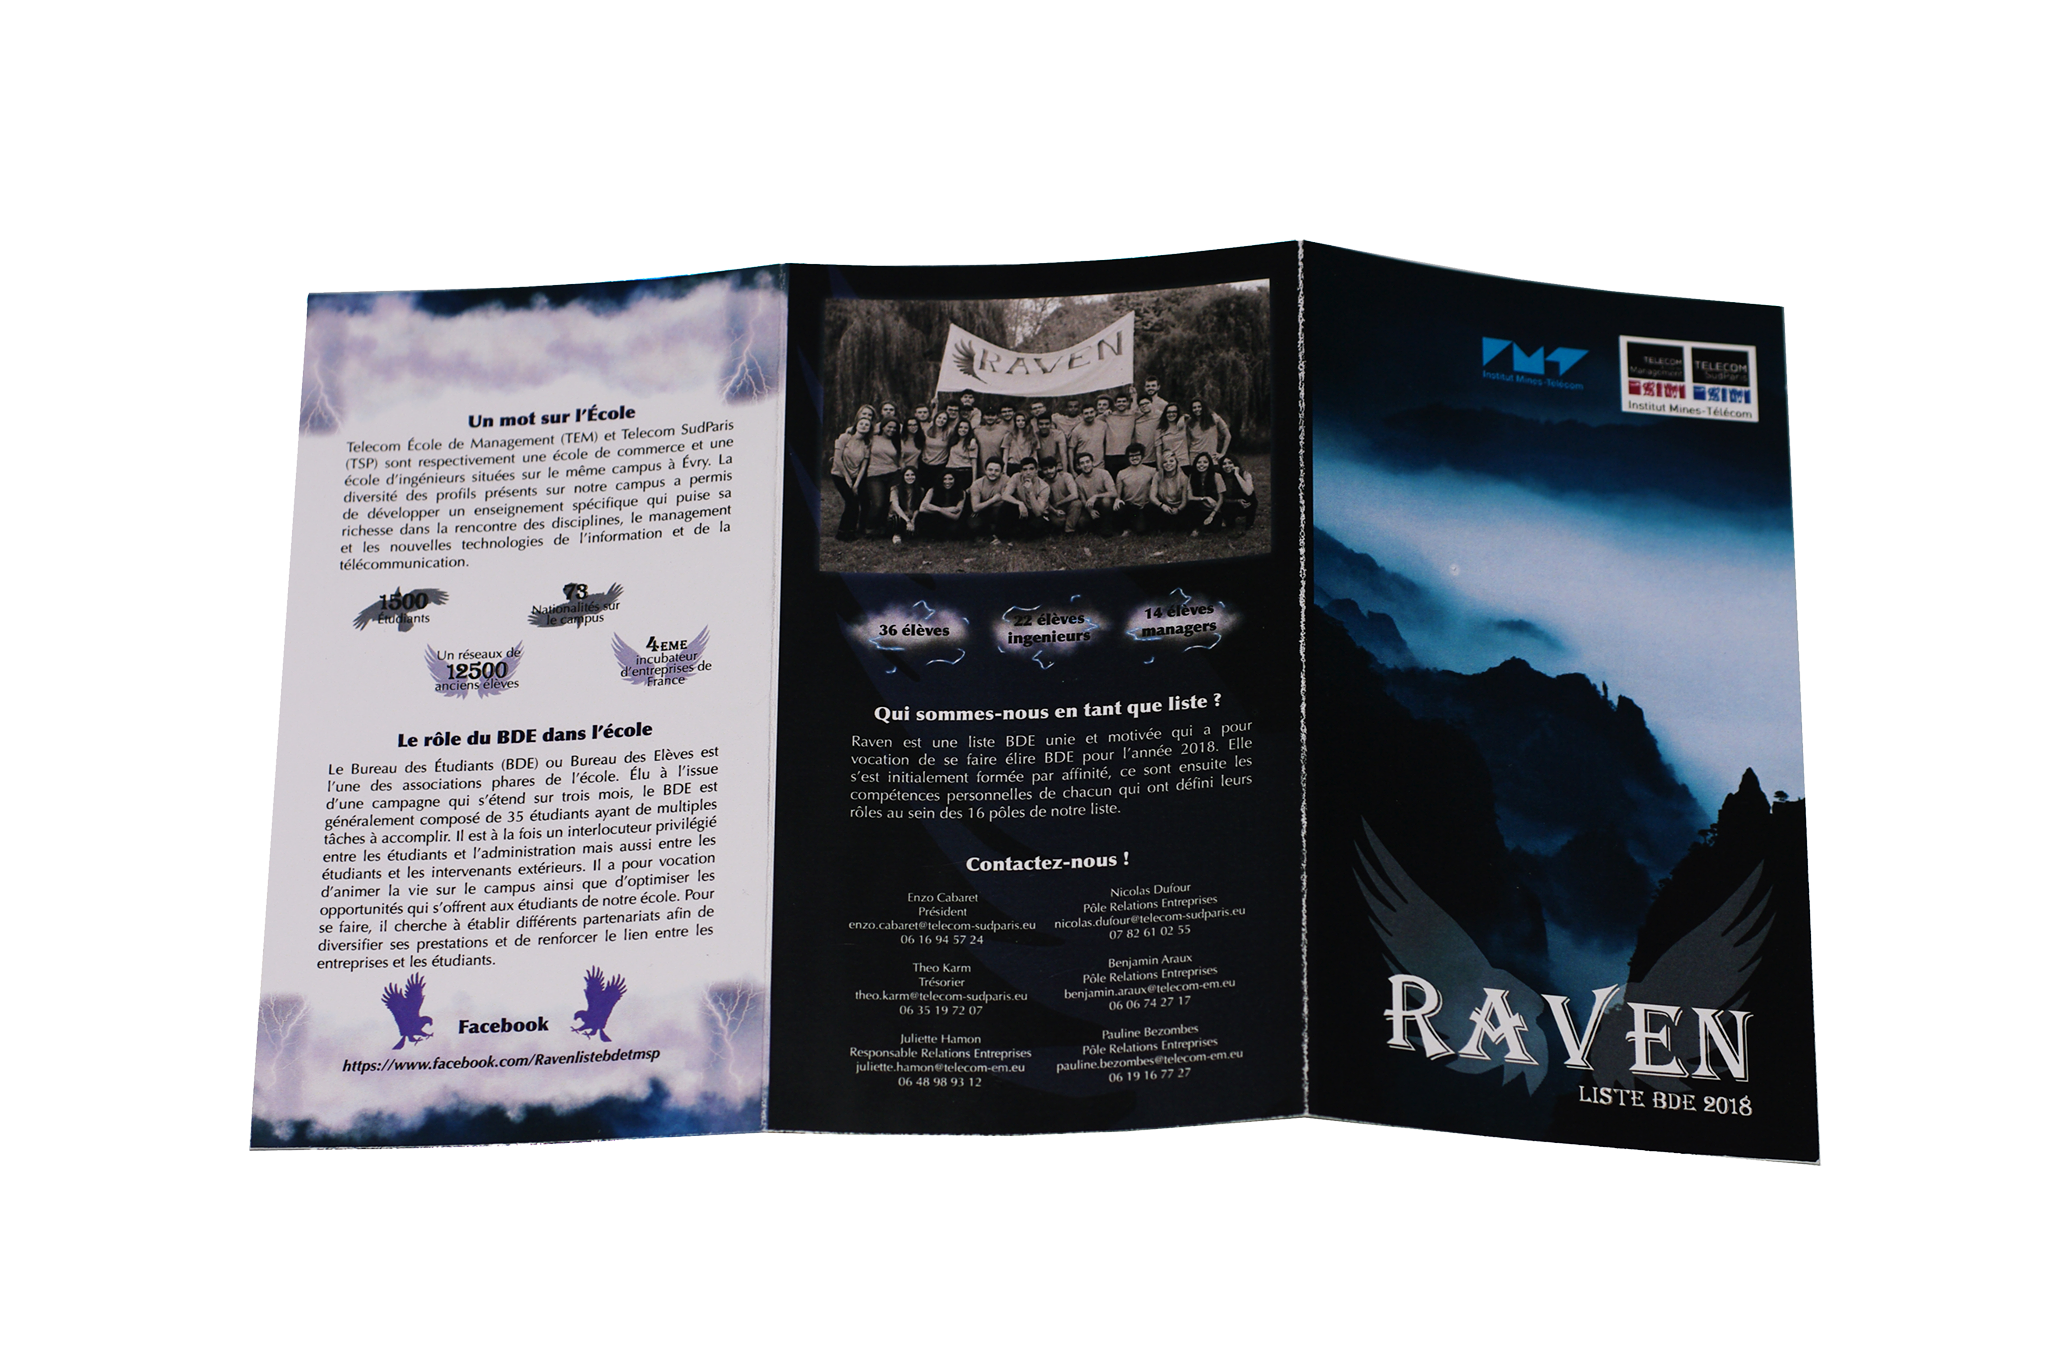 Un mot sur l'École
Telecom École de Management (TEM) et Telecom SudParis
(TSP) sont respectivement une école de commerce et une
école d'ingénieurs situées sur le même campus à Évry. La
diversité des profils présents sur notre campus a permis
de développer un enseignement spécifique qui puise sa
richesse dans la rencontre des disciplines, le management
et les nouvelles technologies de l'information et de la
télécommunication.
1500
Étudiants
73
Nationalités sur
le campus
Un réseaux de
12500
anciens élèves
4EME
incubateur
d'entreprises de
France
Le rôle du BDE dans l'école
Le Bureau des Étudiants (BDE) ou Bureau des Elèves est
l'une des associations phares de l'école. Élu à l'issue
d'une campagne qui s'étend sur trois mois, le BDE est
généralement composé de 35 étudiants ayant de multiples
tâches à accomplir. Il est à la fois un interlocuteur privilégié
entre les étudiants et l'administration mais aussi entre les
étudiants et les intervenants extérieurs. Il a pour vocation
d'animer la vie sur le campus ainsi que d'optimiser les
opportunités qui s'offrent aux étudiants de notre école. Pour
se faire, il cherche à établir différents partenariats afin de
diversifier ses prestations et de renforcer le lien entre les
entreprises et les étudiants.
Facebook
https://www.facebook.com/Ravenlistebdetmsp
RAVEN
36 élèves
22 élèves
ingenieurs
14 élèves
managers
Qui sommes-nous en tant que liste ?
Raven est une liste BDE unie et motivée qui a pour
vocation de se faire élire BDE pour l'année 2018. Elle
s'est initialement formée par affinité, ce sont ensuite les
compétences personnelles de chacun qui ont défini leurs
rôles au sein des 16 pôles de notre liste.
Contactez-nous !
Enzo Cabaret
Président
enzo.cabaret@telecom-sudparis.eu
06 16 94 57 24
Theo Karm
Trésorier
theo.karm@telecom-sudparis.eu
06 35 19 72 07
Juliette Hamon
Responsable Relations Entreprises
juliette.hamon@telecom-em.eu
06 48 98 93 12
Nicolas Dufour
Pôle Relations Entreprises
nicolas.dufour@telecom-sudparis.eu
07 82 61 02 55
Benjamin Araux
Pôle Relations Entreprises
benjamin.araux@telecom-em.eu
06 06 74 27 17
Pauline Bezombes
Pôle Relations Entreprises
pauline.bezombes@telecom-em.eu
06 19 16 77 27
Institut Mines-Télécom
TELECOM
Management
TELECOM
SudParis
Institut Mines-Télécom
RAVEN
LISTE BDE 2018